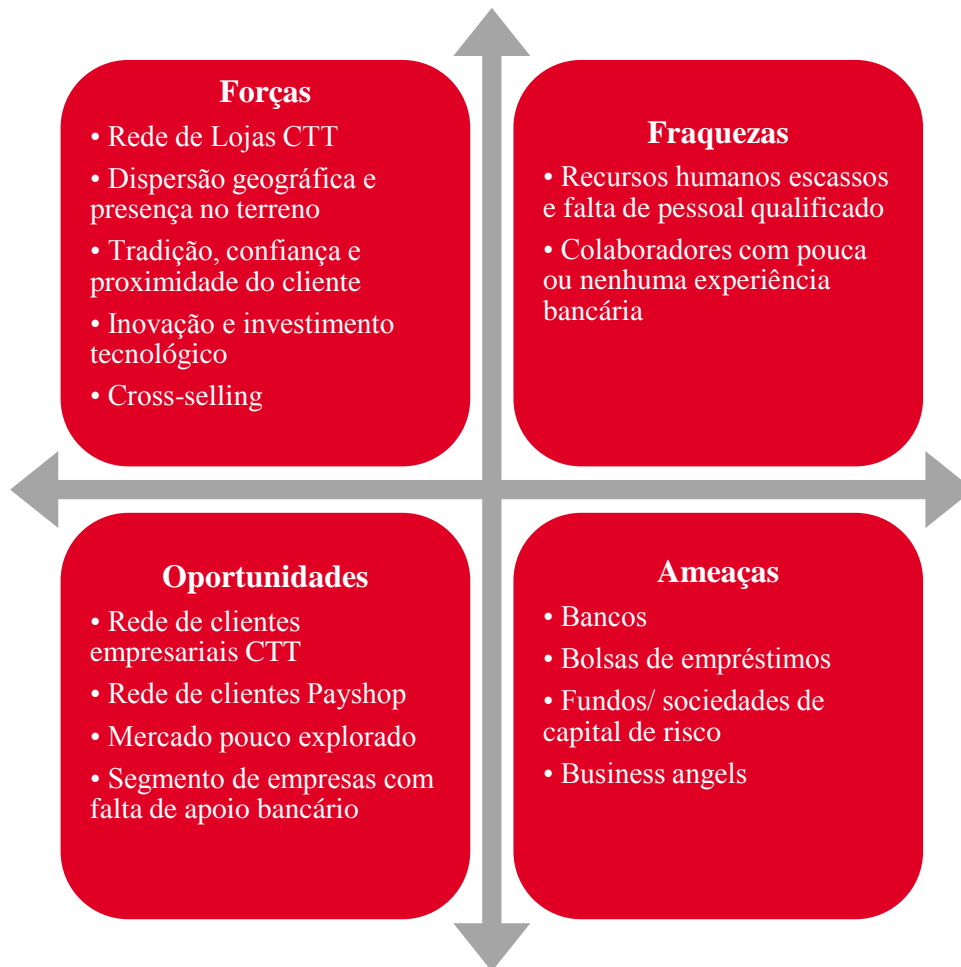 Forças
• Rede de Lojas CTT
• Dispersão geográfica e
presença no terreno
• Tradição, confiança e
proximidade do cliente
• Inovação e investimento
tecnológico
• Cross-selling
Fraquezas
• Recursos humanos escassos
e falta de pessoal qualificado
• Colaboradores com pouca
ou nenhuma experiência
bancária
Oportunidades
• Rede de clientes
empresariais CTT
• Rede de clientes Payshop
• Mercado pouco explorado
• Segmento de empresas com
falta de apoio bancário
Ameaças
• Bancos
• Bolsas de empréstimos
• Fundos/ sociedades de
capital de risco
• Business angels